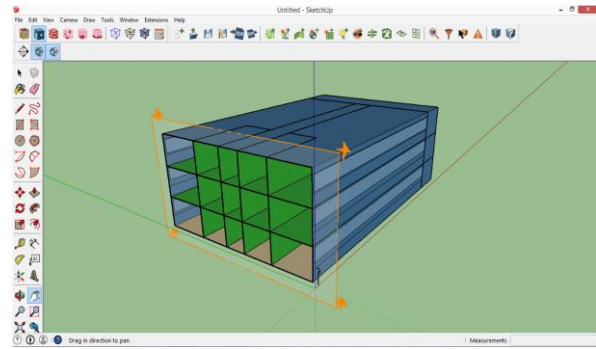 Untitled - SketchUp
File Edit View Camera Draw Tools Window Extensions Help
Drag in direction to pan
Measurements